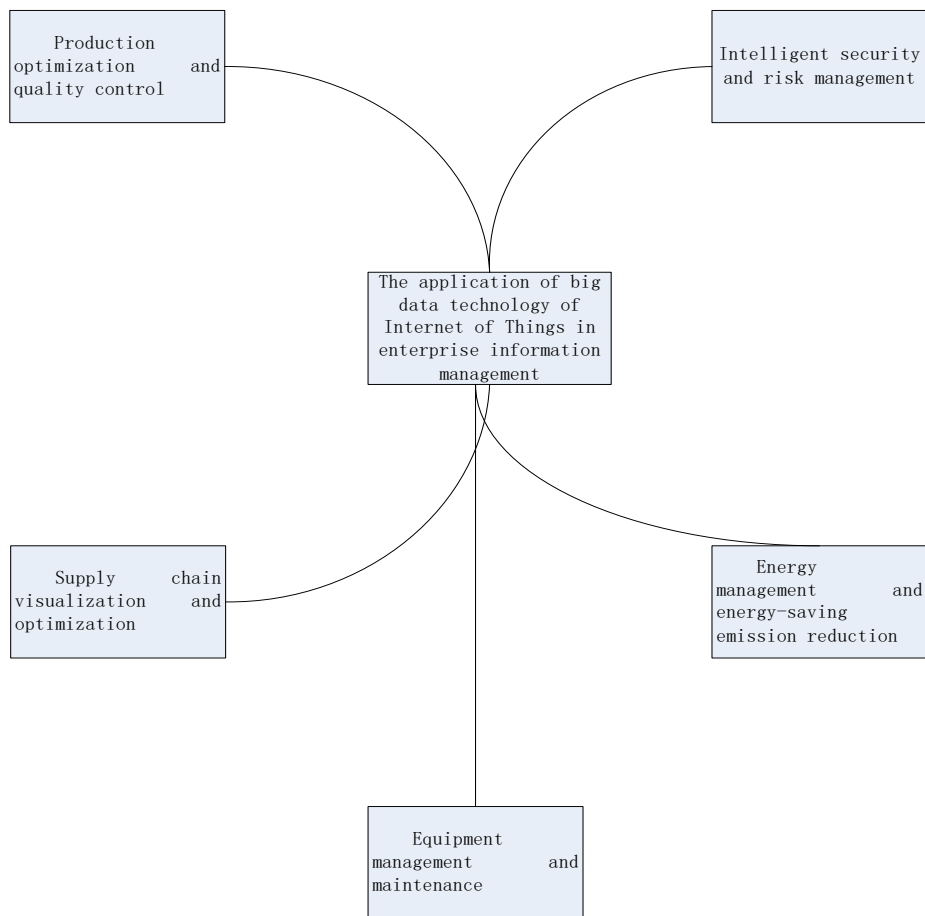 Production
optimization and
quality control
Intelligent security
and risk management
The application of big
data technology of
Internet of Things in
enterprise information
management
Supply chain
visualization and
optimization
Energy
management and
energy-saving
emission reduction
Equipment
management and
maintenance